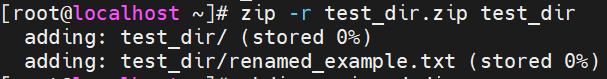 [root@localhost ~]# zip -r test_dir.zip test_dir
  adding: test_dir/ (stored 0%)
  adding: test_dir/renamed_example.txt (stored 0%)